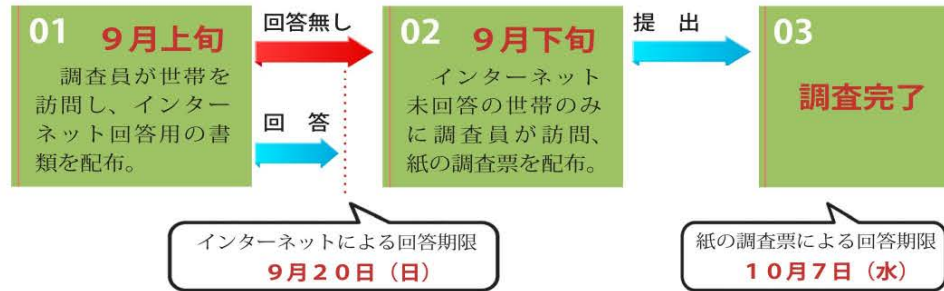 01 9月上旬
調査員が世帯を
訪問し、インター
ネット回答用の書
類を配布。
回答無し
回 答
02 9月下旬
インターネット
未回答の世帯のみ
に調査員が訪問、
紙の調査票を配布。
提 出
03
調査完了
インターネットによる回答期限
9月20日（日）
紙の調査票による回答期限
10月7日（水）